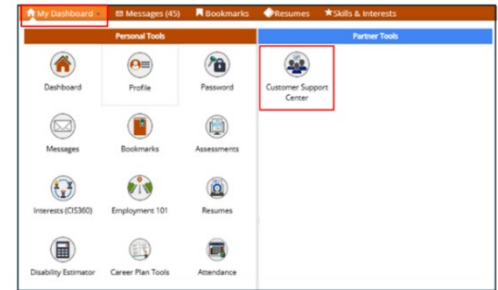 My Dashboard Messages (45) Bookmarks Resumes Skills & Interests
Personal Tools Partner Tools
Dashboard Profile Password Customer Support
Center
Messages Bookmarks Assessments
Interests (CIS360) Employment 101 Resumes
Disability Estimator Career Plan Tools Attendance